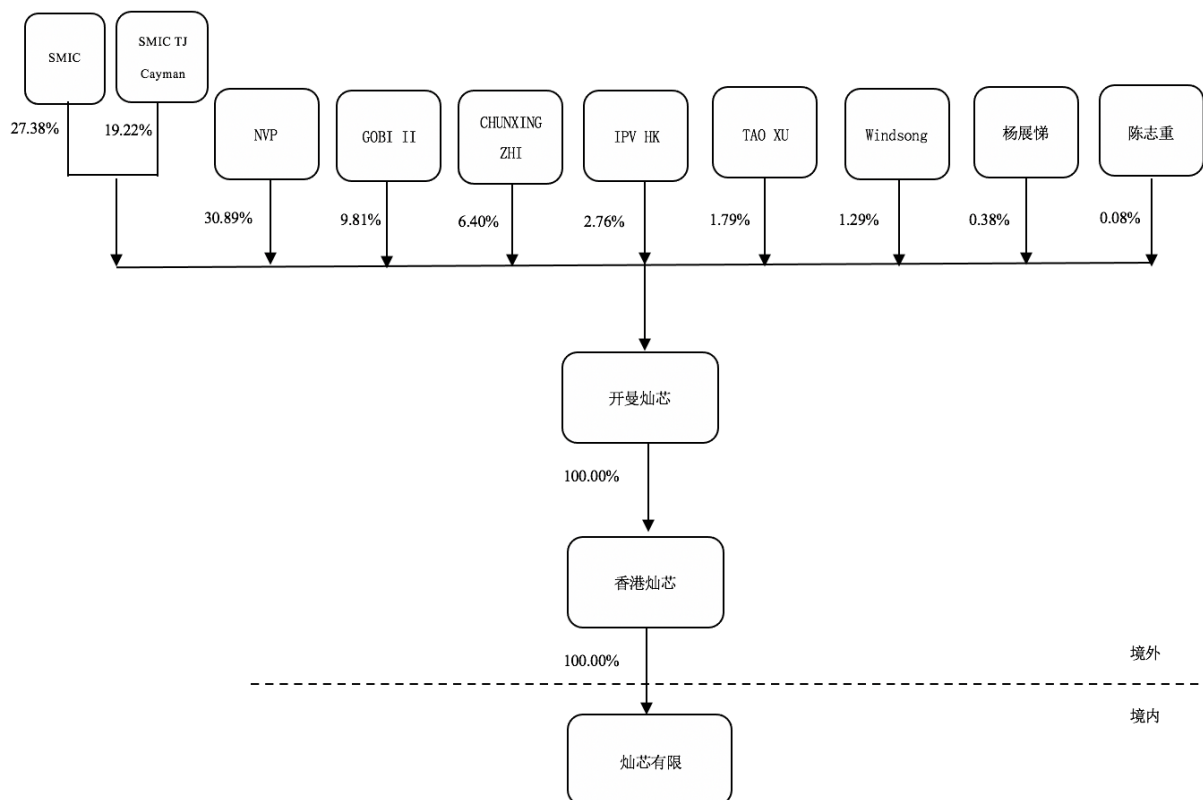 SMIC
SMIC TJ
Cayman
27.38%
19.22%
NVP
GOBI II
CHUNXING
ZHI
IPV HK
TAO XU
Windsong
杨展悌
陈志重
30.89%
9.81%
6.40%
2.76%
1.79%
1.29%
0.38%
0.08%
开曼灿芯
100.00%
香港灿芯
100.00%
境外
境内
灿芯有限